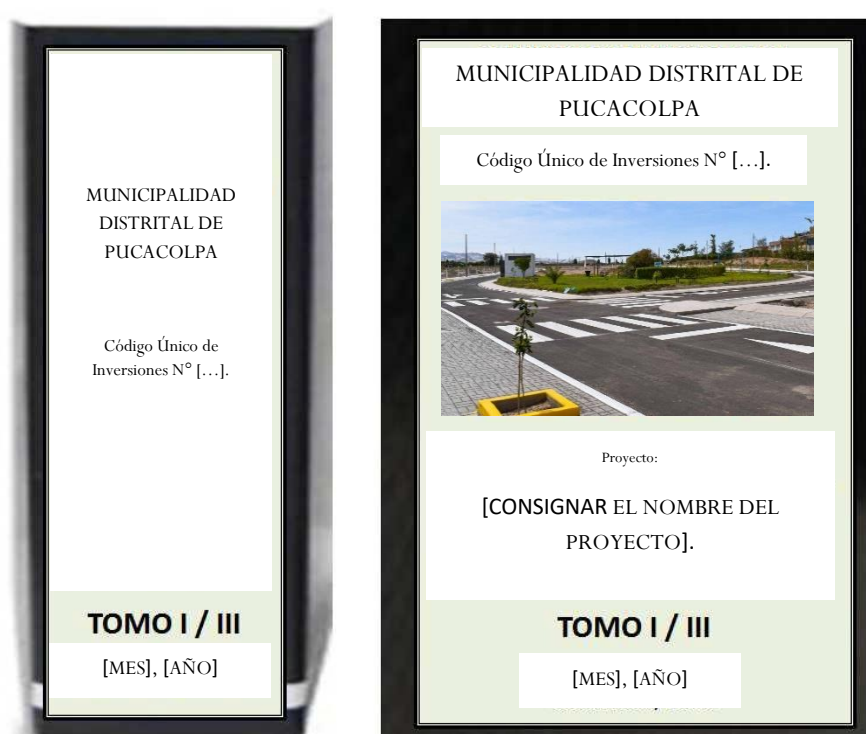 MUNICIPALIDAD
DISTRITAL DE
PUCACOLPA
Código Único de
Inversiones N° [...].
TOMO I / III
[MES], [AÑO]
MUNICIPALIDAD DISTRITAL DE
PUCACOLPA
Código Único de Inversiones N° [...].
Proyecto:
[CONSIGNAR EL NOMBRE DEL
PROYECTO].
TOMO I / III
[MES], [AÑO]